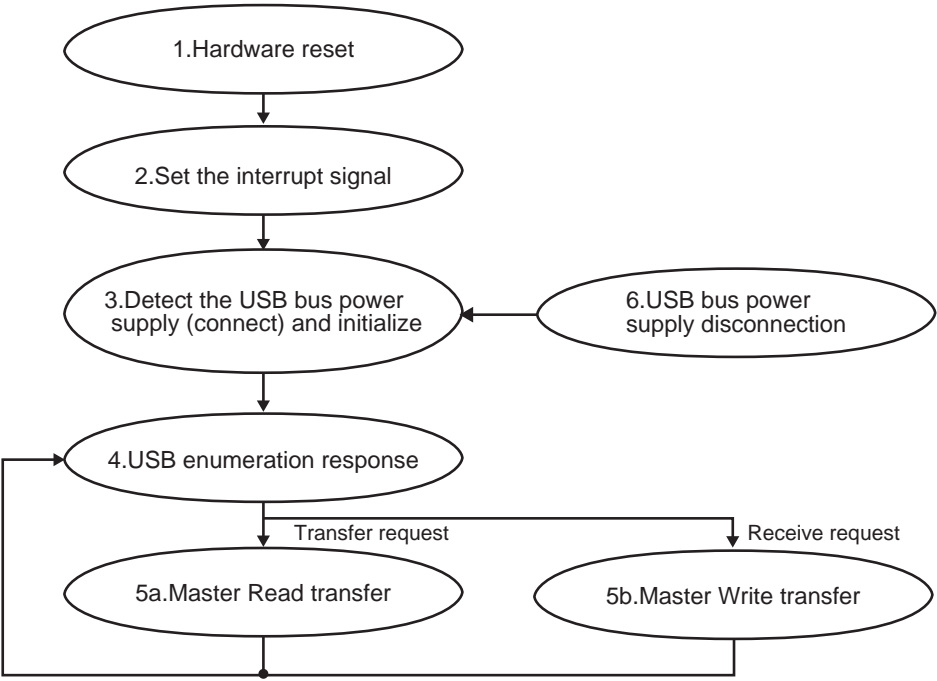 1.Hardware reset
2.Set the interrupt signal
3.Detect the USB bus power
supply (connect) and initialize
6.USB bus power
supply disconnection
4.USB enumeration response
Transfer request
Receive request
5a.Master Read transfer
5b.Master Write transfer